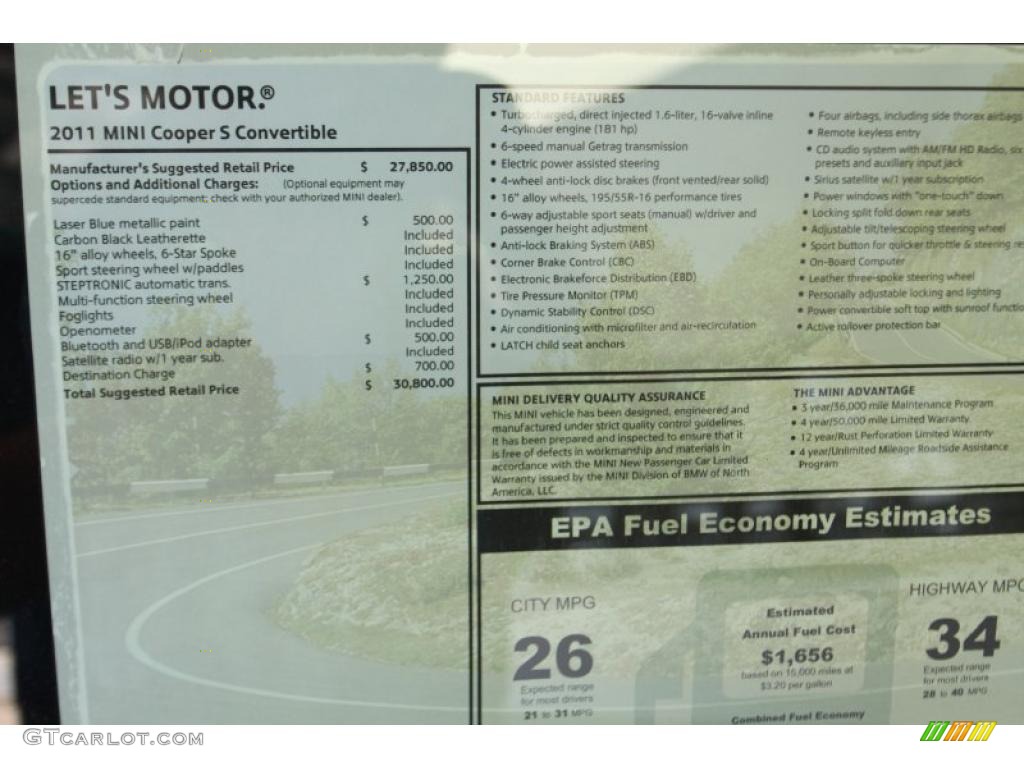 LET'S MOTOR.®
2011 MINI Cooper S Convertible
Manufacturer's Suggested Retail Price $ 27,850.00
Options and Additional Charges: (Optional equipment may
supercede standard equipment; check with your authorized MINI dealer).
Laser Blue metallic paint $ 500.00
Carbon Black Leatherette Included
16" alloy wheels, 6-Star Spoke Included
Sport steering wheel w/paddles Included
STEPTRONIC automatic trans. $ 1,250.00
Multi-function steering wheel Included
Foglights Included
Openometer Included
Bluetooth and USB/iPod adapter $ 500.00
Satellite radio w/1 year sub. Included
Destination Charge $ 700.00
Total Suggested Retail Price $ 30,800.00
STANDARD FEATURES
• Turbocharged, direct injected 1.6-liter, 16-valve inline
4-cylinder engine (181 hp)
• 6-speed manual Getrag transmission
• Electric power assisted steering
• 4-wheel anti-lock disc brakes (front vented/rear solid)
• 16" alloy wheels, 195/55R-16 performance tires
• 6-way adjustable sport seats (manual) w/driver and
passenger height adjustment
• Anti-lock Braking System (ABS)
• Corner Brake Control (CBC)
• Electronic Brakeforce Distribution (EBD)
• Tire Pressure Monitor (TPM)
• Dynamic Stability Control (DSC)
• Air conditioning with microfilter and air-recirculation
• LATCH child seat anchors
• Four airbags, including side thorax airbags
• Remote keyless entry
• CD audio system with AM/FM HD Radio, six
presets and auxiliary input jack
• Sirius satellite w/1 year subscription
• Power windows with "one-touch" down
• Locking split fold down rear seats
• Adjustable tilt/telescoping steering wheel
• Sport button for quicker throttle & steering
• On-Board Computer
• Leather three-spoke steering wheel
• Personally adjustable locking and lighting
• Power convertible soft top with sunroof functio
• Active rollover protection bar
MINI DELIVERY QUALITY ASSURANCE
This MINI vehicle has been designed, engineered and
manufactured under strict quality control guidelines.
It has been prepared and inspected to ensure that it
is free of defects in workmanship and materials in
accordance with the MINI New Passenger Car Limited
Warranty issued by the MINI Division of BMW of North
America, LLC.
THE MINI ADVANTAGE
• 3 year/36,000 mile Maintenance Program
• 4 year/50,000 mile Limited Warranty
• 12 year/Rust Perforation Limited Warranty
• 4 year/Unlimited Mileage Roadside Assistance
Program
EPA Fuel Economy Estimates
CITY MPG
26
Expected range
for most drivers
21 to 31 MPG
Estimated
Annual Fuel Cost
$1,656
based on 15,000 miles at
$3.20 per gallon
Combined Fuel Economy
HIGHWAY MPG
34
Expected range
for most drivers
28 to 40 MPG
GTcarlot.com